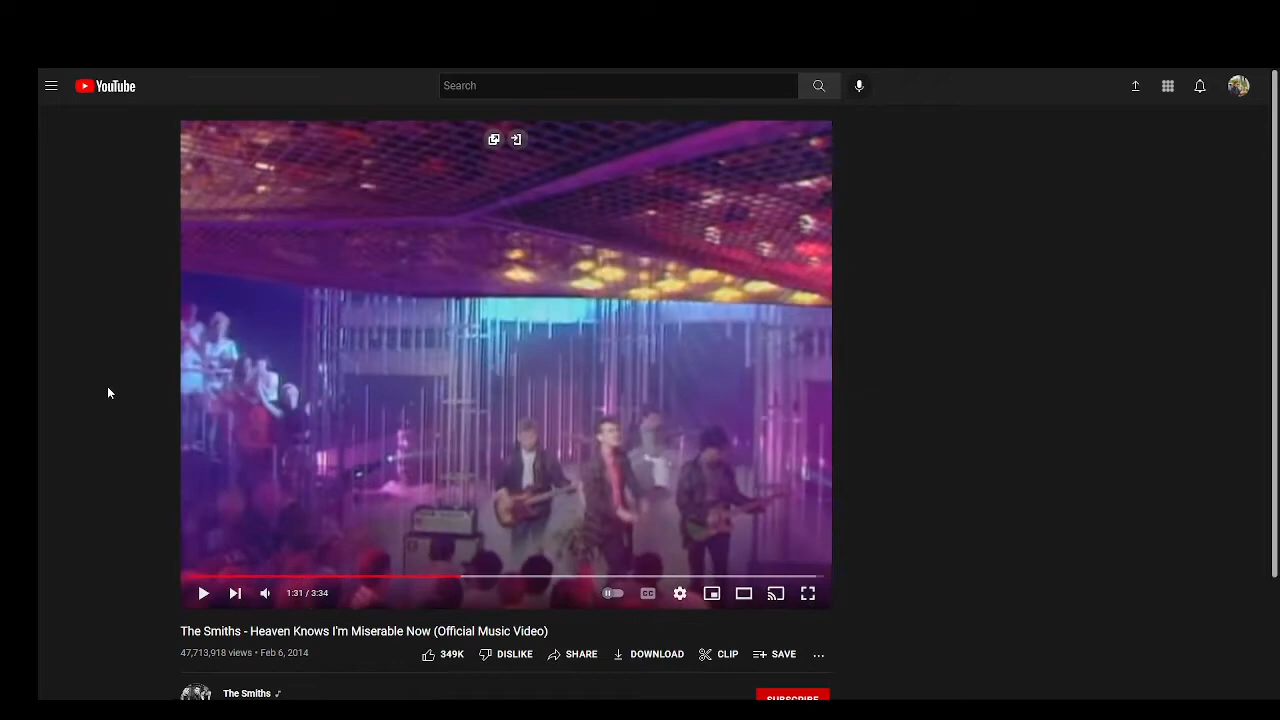 YouTube
Search
1:31 / 3:34
CC
The Smiths - Heaven Knows I'm Miserable Now (Official Music Video)
47,713,918 views • Feb 6, 2014
349K DISLIKE SHARE DOWNLOAD CLIP SAVE ...
The Smiths
SUBSCRIBE